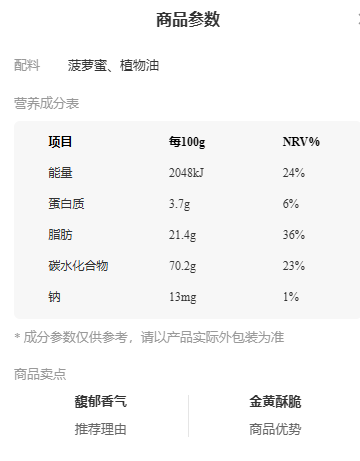 商品参数
配料 菠萝蜜、植物油
营养成分表
项目 每100g NRV%
能量 2048kJ 24%
蛋白质 3.7g 6%
脂肪 21.4g 36%
碳水化合物 70.2g 23%
钠 13mg 1%
* 成分参数仅供参考，请以产品实际外包装为准
商品卖点
馥郁香气 金黄酥脆
推荐理由 商品优势